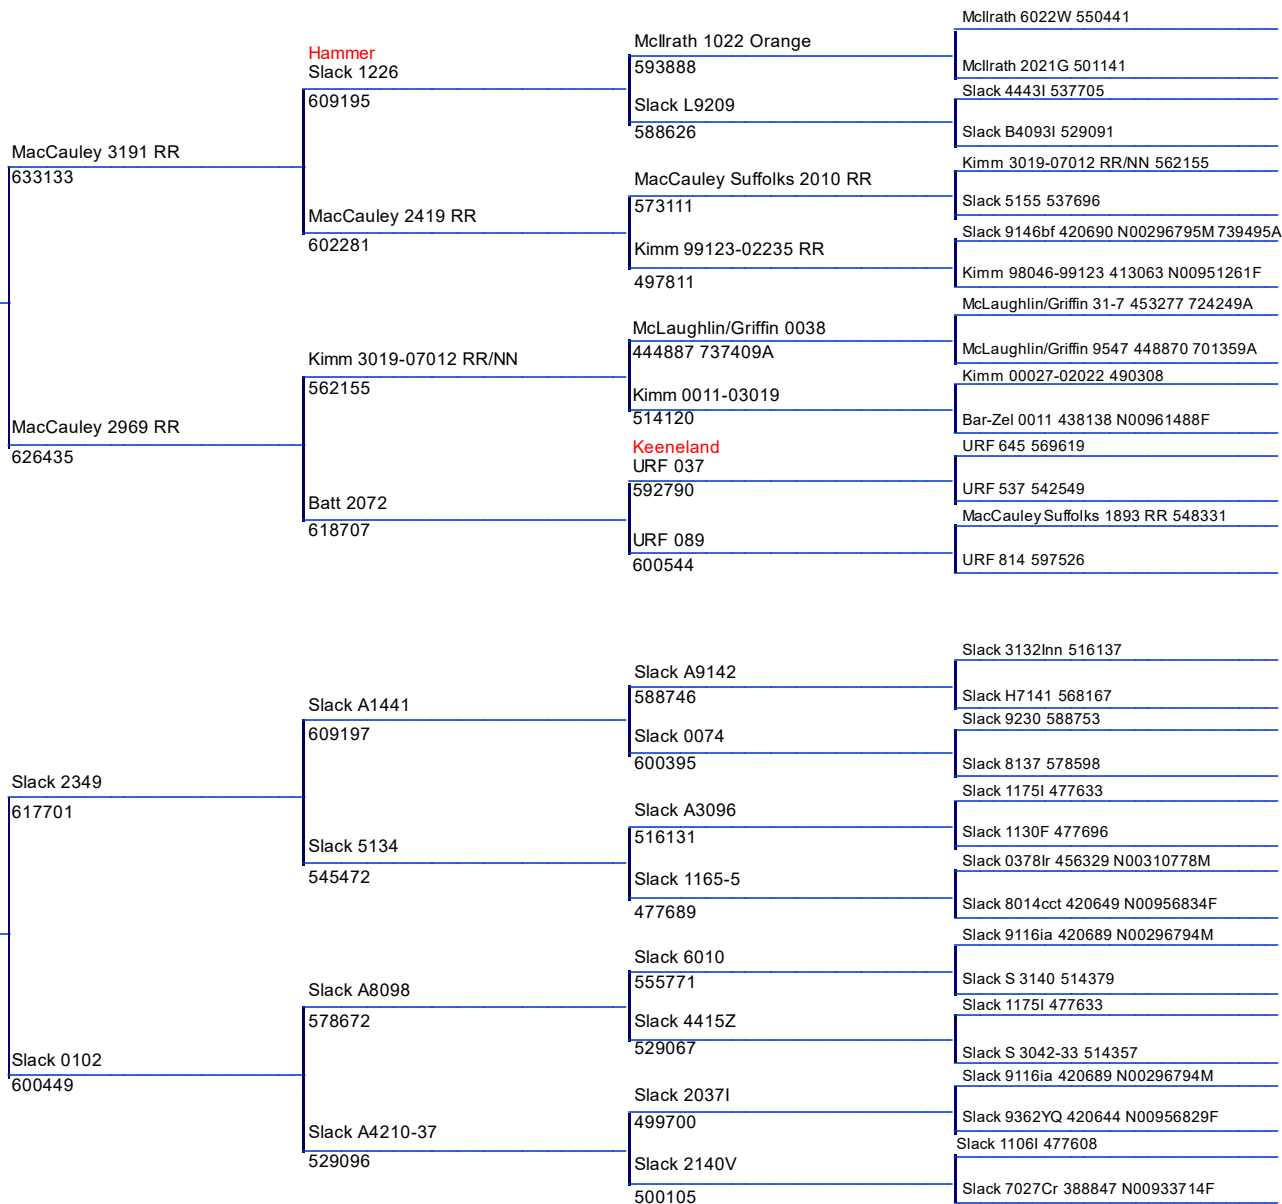 MacCauley 3191 RR
633133
MacCauley 2969 RR
626435
Hammer
Slack 1226
609195
MacCauley 2419 RR
602281
Kimm 3019-07012 RR/NN
562155
Batt 2072
618707
McIlrath 1022 Orange
593888
Slack L9209
588626
MacCauley Suffolks 2010 RR
573111
Kimm 99123-02235 RR
497811
McLaughlin/Griffin 0038
444887 737409A
Kimm 0011-03019
514120
Keeneland
URF 037
592790
URF 089
600544
McIlrath 6022W 550441
McIlrath 2021G 501141
Slack 4443I 537705
Slack B4093I 529091
Kimm 3019-07012 RR/NN 562155
Slack 5155 537696
Slack 9146bf 420690 N00296795M 739495A
Kimm 98046-99123 413063 N00951261F
McLaughlin/Griffin 31-7 453277 724249A
McLaughlin/Griffin 9547 448870 701359A
Kimm 00027-02022 490308
Bar-Zel 0011 438138 N00961488F
URF 645 569619
URF 537 542549
MacCauley Suffolks 1893 RR 548331
URF 814 597526
Slack 2349
617701
Slack 0102
600449
Slack A1441
609197
Slack 5134
545472
Slack A8098
578672
Slack A4210-37
529096
Slack A9142
588746
Slack 0074
600395
Slack A3096
516131
Slack 1165-5
477689
Slack 6010
555771
Slack 4415Z
529067
Slack 2037I
499700
Slack 2140V
500105
Slack 3132Inn 516137
Slack H7141 568167
Slack 9230 588753
Slack 8137 578598
Slack 1175I 477633
Slack 1130F 477696
Slack 0378Ir 456329 N00310778M
Slack 8014cct 420649 N00956834F
Slack 9116ia 420689 N00296794M
Slack S 3140 514379
Slack 1175I 477633
Slack S 3042-33 514357
Slack 9116ia 420689 N00296794M
Slack 9362YQ 420644 N00956829F
Slack 1106I 477608
Slack 7027Cr 388847 N00933714F